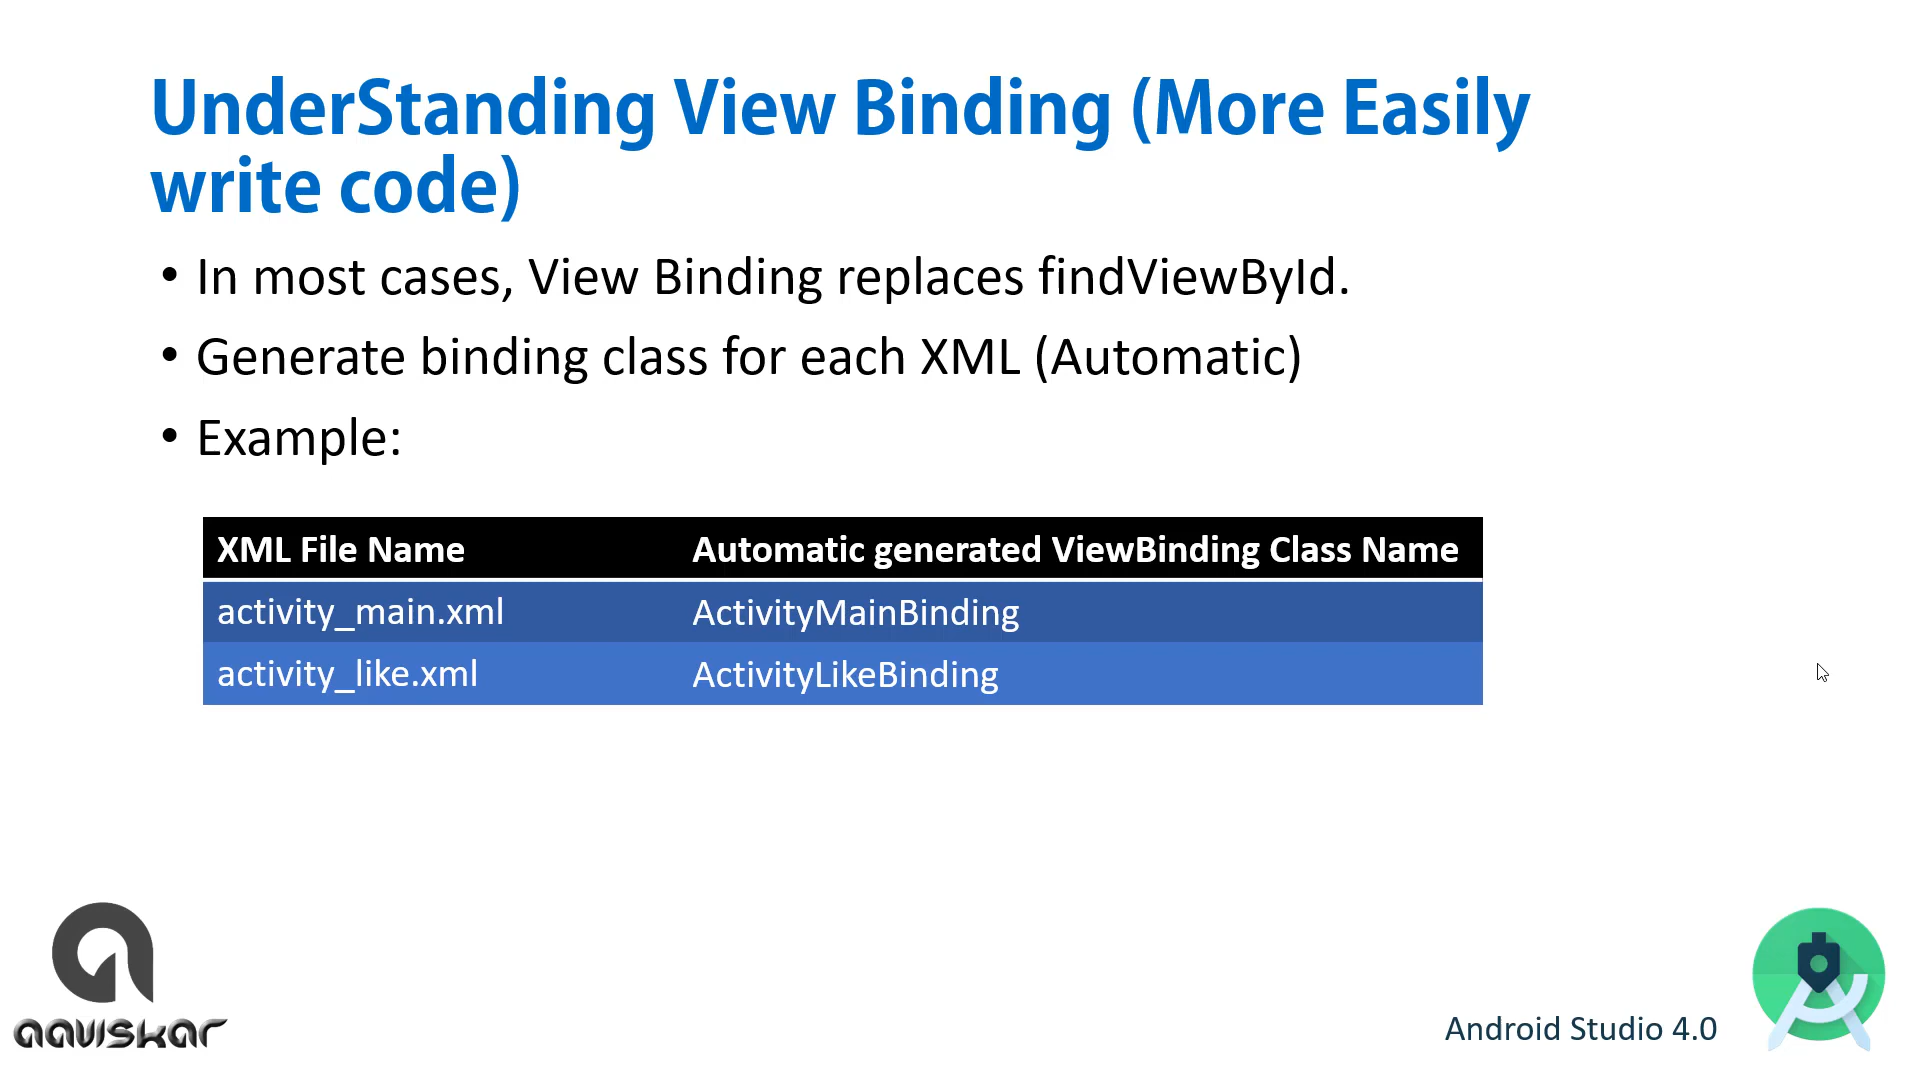 UnderStanding View Binding (More Easily
write code)
• In most cases, View Binding replaces findViewById.
• Generate binding class for each XML (Automatic)
• Example:
XML File Name Automatic generated ViewBinding Class Name
activity_main.xml ActivityMainBinding
activity_like.xml ActivityLikeBinding
aaviskar
Android Studio 4.0